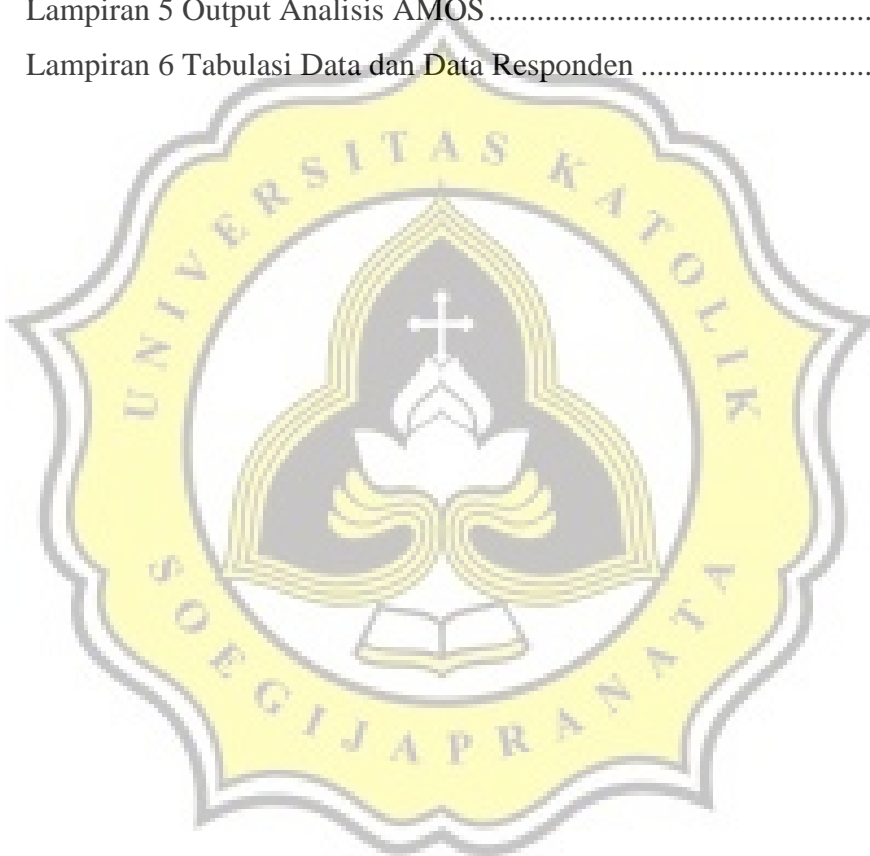 Lampiran 5 Output Analisis AMOS................................................
Lampiran 6 Tabulasi Data dan Data Responden .............................
UNIVERSITAS KATOLIK
SOEGIJAPRANATA